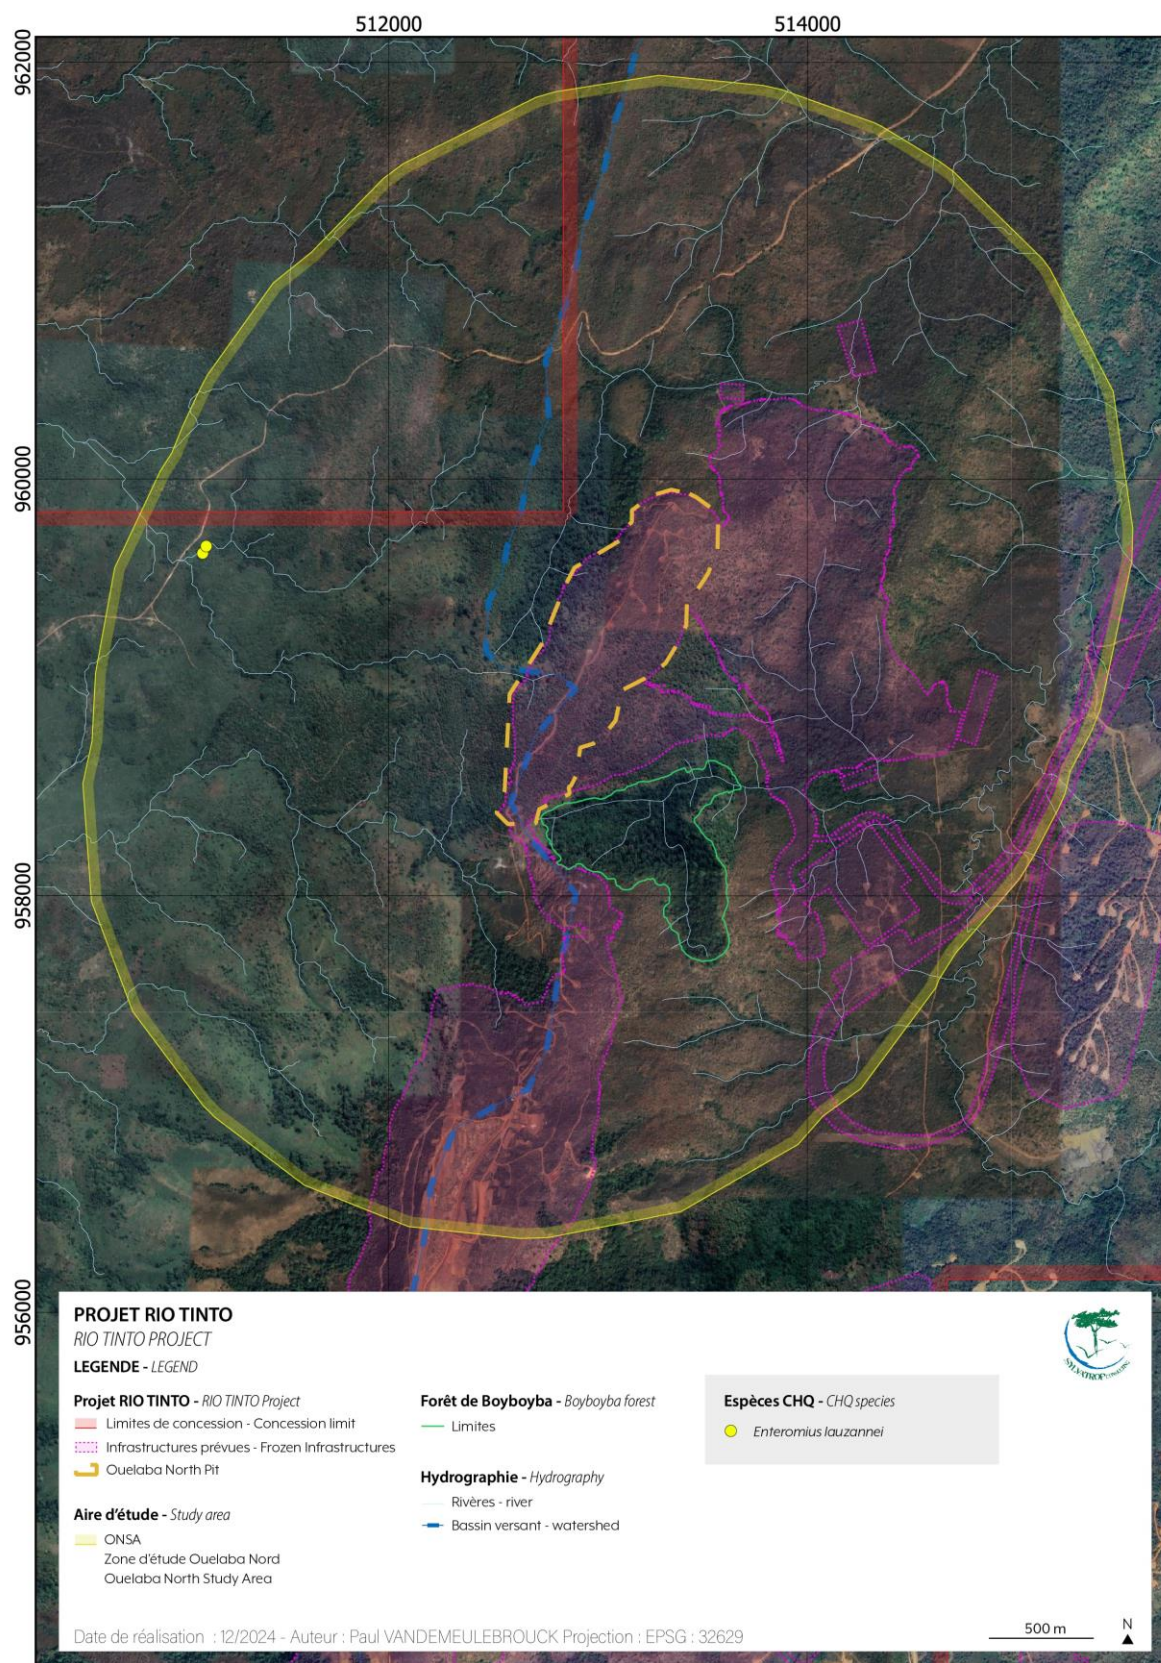 512000
514000
962000
960000
958000
956000
PROJET RIO TINTO
RIO TINTO PROJECT
LEGENDE - LEGEND
Projet RIO TINTO - RIO TINTO Project
Limites de concession - Concession limit
Infrastructures prévues - Frozen Infrastructures
Ouelaba North Pit
Aire d'étude - Study area
ONSA
Zone d'étude Ouelaba Nord
Ouelaba North Study Area
Forêt de Boyboyba - Boyboyba forest
Limites
Hydrographie - Hydrography
Rivères - river
Bassin versant - watershed
Espèces CHQ - CHQ species
Enteromius lauzannei
SYLVATROP CONSULTING
Date de réalisation : 12/2024 - Auteur : Paul VANDEMEULEBROUCK Projection : EPSG : 32629
500 m
N